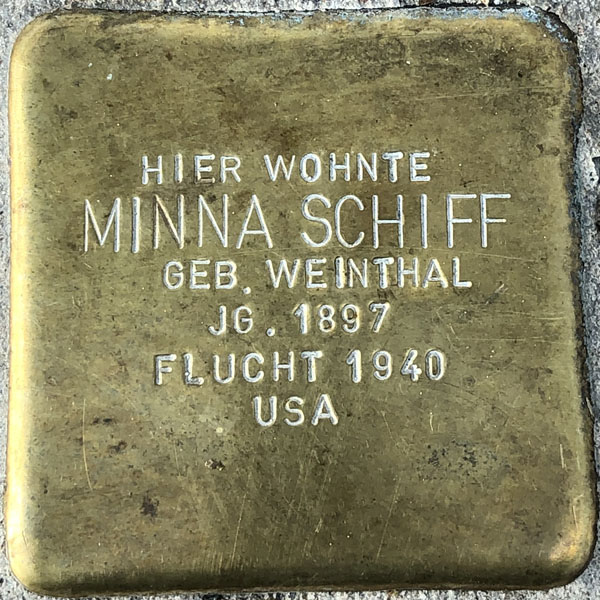 HIER WOHNTE
MINNA SCHIFF
GEB. WEINTHAL
JG. 1897
FLUCHT 1940
USA